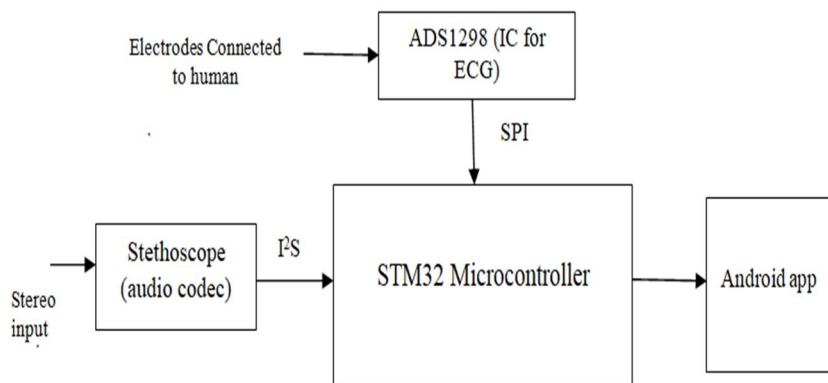 Electrodes Connected
to human
ADS1298 (IC for
ECG)
SPI
Stereo
input
Stethoscope
(audio codec)
I²S
STM32 Microcontroller
Android app